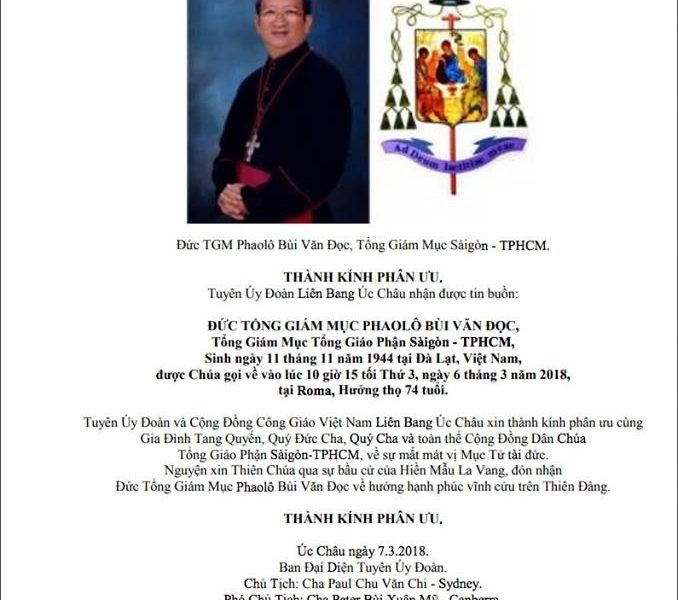 Ad Deum laetitiae meae
Đức TGM Phaolô Bùi Văn Đọc, Tổng Giám Mục Sàigòn - TPHCM.
THÀNH KÍNH PHÂN ƯU.
Tuyên Úy Đoàn Liên Bang Úc Châu nhận được tin buồn:
ĐỨC TỔNG GIÁM MỤC PHAOLÔ BÙI VĂN ĐỌC,
Tổng Giám Mục Tổng Giáo Phận Sàigòn - TPHCM,
Sinh ngày 11 tháng 11 năm 1944 tại Đà Lạt, Việt Nam,
được Chúa gọi về vào lúc 10 giờ 15 tối Thứ 3, ngày 6 tháng 3 năm 2018,
tại Roma, Hưởng thọ 74 tuổi.
Tuyên Úy Đoàn và Cộng Đồng Công Giáo Việt Nam Liên Bang Úc Châu xin thành kính phân ưu cùng
Gia Đình Tang Quyến, Quý Đức Cha, Quý Cha và toàn thể Cộng Đồng Dân Chúa
Tổng Giáo Phận Sàigòn-TPHCM, về sự mất mát vị Mục Tử tài đức.
Nguyện xin Thiên Chúa qua sự bầu cử của Hiền Mẫu La Vang, đón nhận
Đức Tổng Giám Mục Phaolô Bùi Văn Đọc về hưởng hạnh phúc vĩnh cửu trên Thiên Đàng.
THÀNH KÍNH PHÂN ƯU.
Úc Châu ngày 7.3.2018.
Ban Đại Diện Tuyên Úy Đoàn.
Chủ Tịch: Cha Paul Chu Văn Chi - Sydney.
Phó Chủ Tịch: Cha Peter Bùi Xuân Mỹ - Canberra